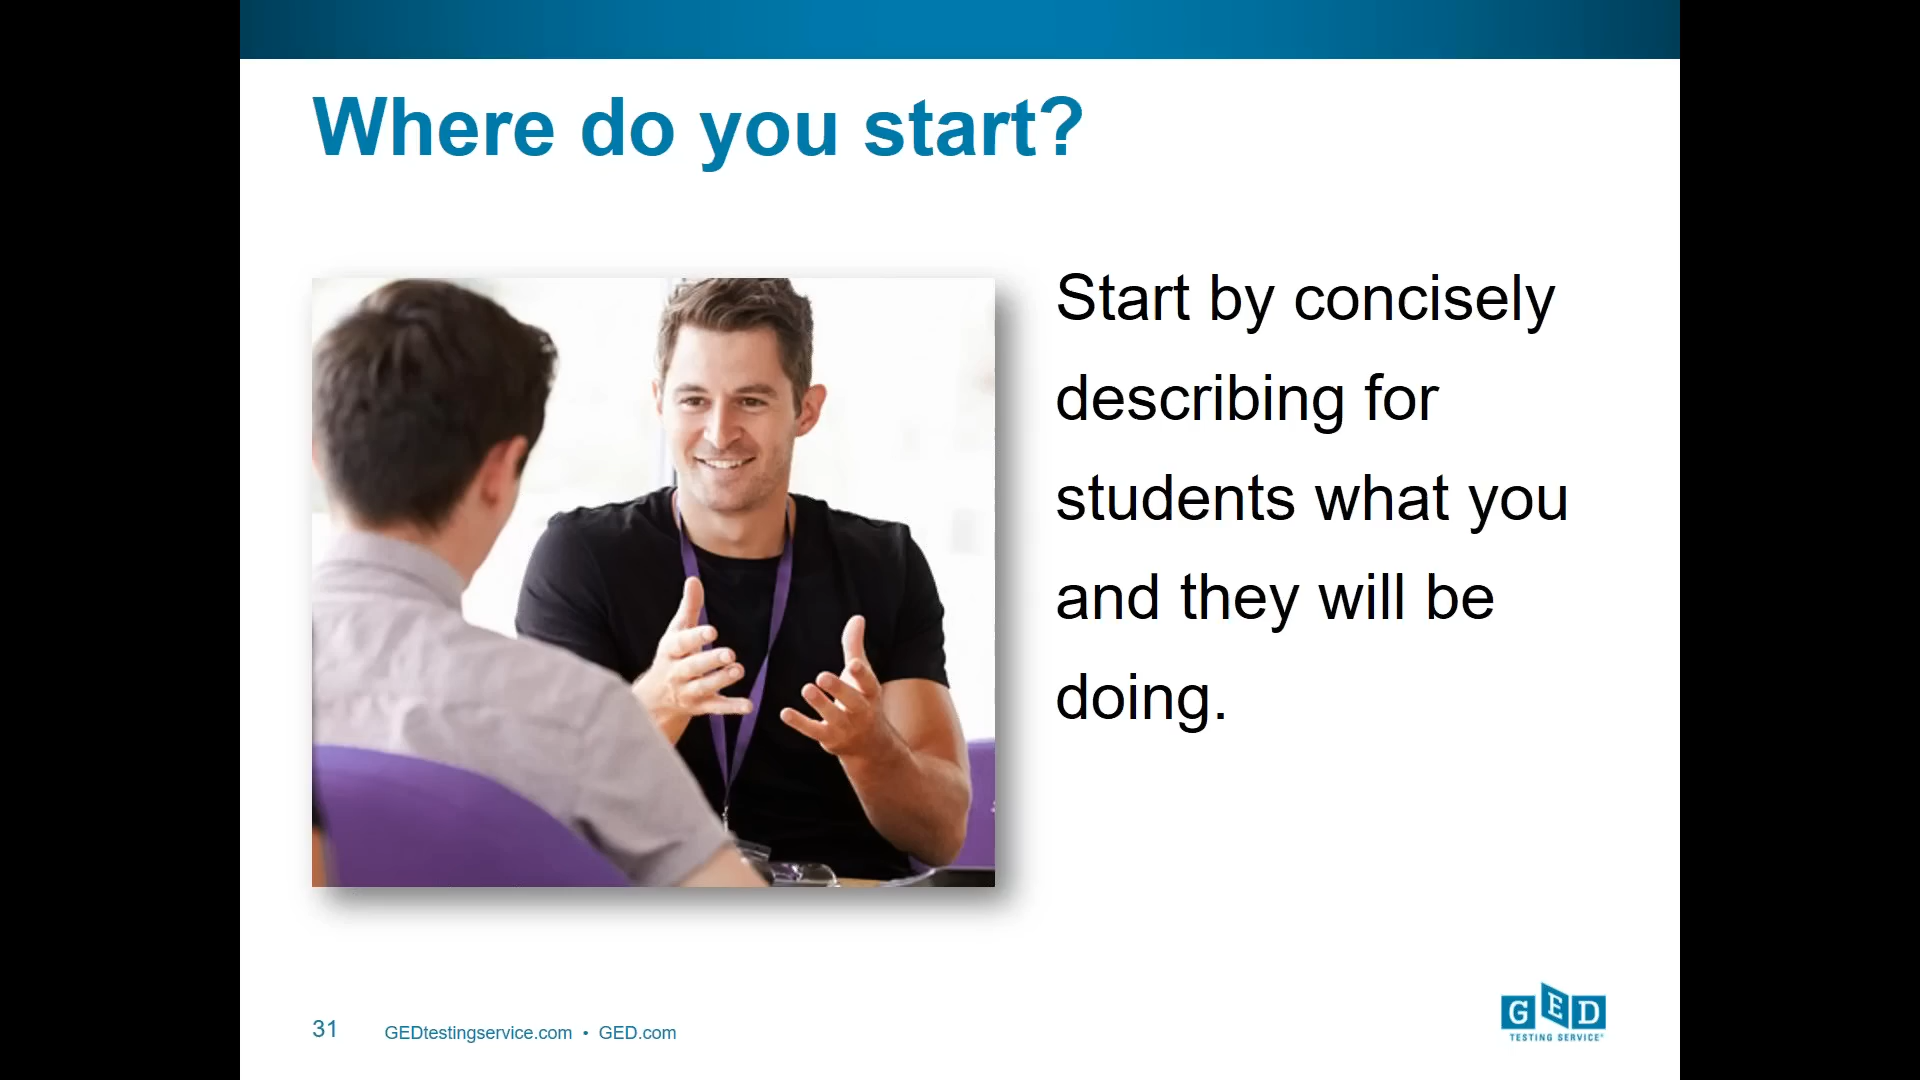 Where do you start?
Start by concisely
describing for
students what you
and they will be
doing.
31 GEDtestingservice.com • GED.com
GED
TESTING SERVICE®